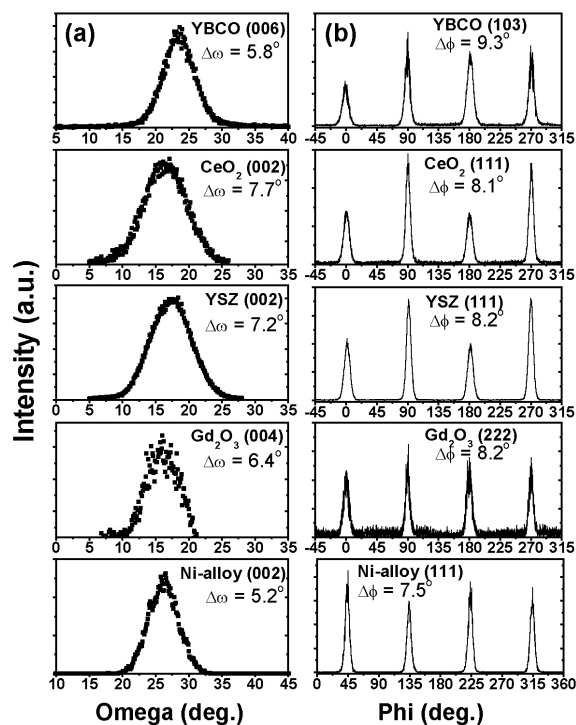 (a)
YBCO (006)
Δω = 5.8°
5 10 15 20 25 30 35 40
(b)
YBCO (103)
Δϕ = 9.3°
-45 0 45 90 135 180 225 270 315
CeO₂ (002)
Δω = 7.7°
0 5 10 15 20 25 30 35
CeO₂ (111)
Δϕ = 8.1°
-45 0 45 90 135 180 225 270 315
Intensity (a.u.)
YSZ (002)
Δω = 7.2°
0 5 10 15 20 25 30 35
YSZ (111)
Δϕ = 8.2°
-45 0 45 90 135 180 225 270 315
Gd₂O₃ (004)
Δω = 6.4°
0 5 10 15 20 25 30 35
Gd₂O₃ (222)
Δϕ = 8.2°
-45 0 45 90 135 180 225 270 315
Ni-alloy (002)
Δω = 5.2°
10 15 20 25 30 35 40 45
Omega (deg.)
Ni-alloy (111)
Δϕ = 7.5°
0 45 90 135 180 225 270 315 360
Phi (deg.)